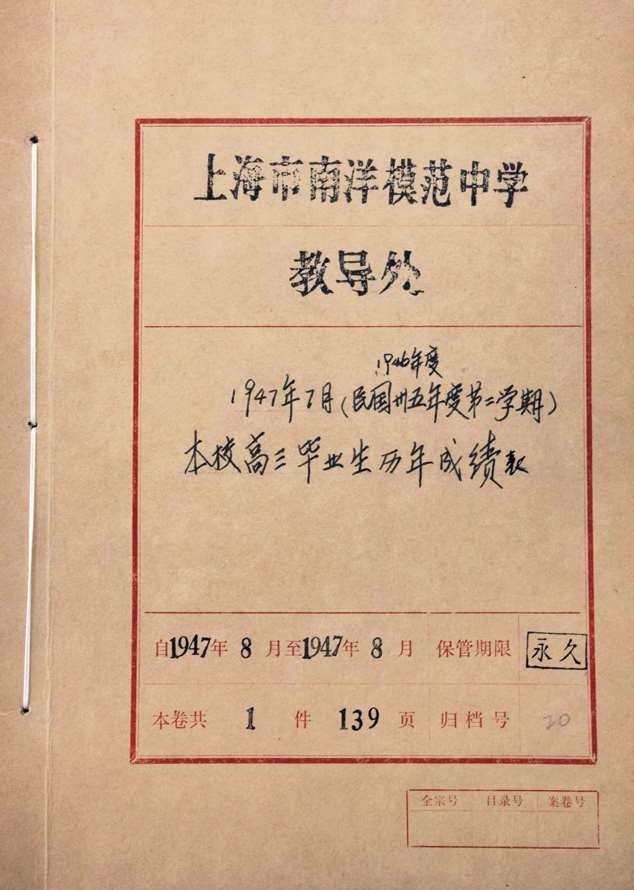 上海市南洋模范中学
教导处
1946年度
1947年7月(民国卅五年度第二学期)
本校高三毕业生历年成绩表
自1947年8月至1947年8月 保管期限 永久
本卷共 1 件 139 页 归档号 20
全宗号 目录号 案卷号